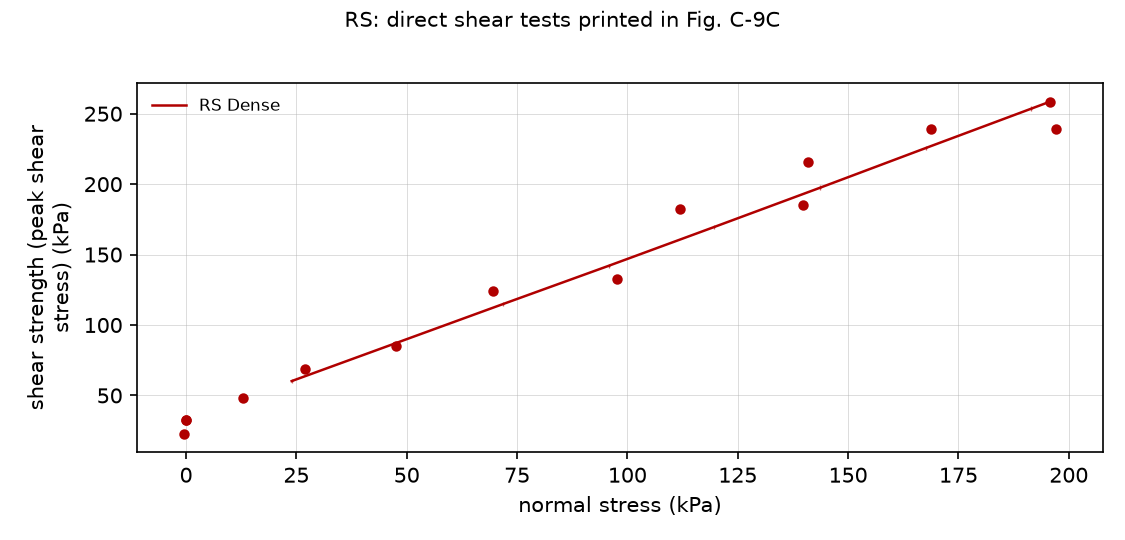 RS: direct shear tests printed in Fig. C-9C
RS Dense
shear strength (peak shear
stress) (kPa)
250
200
150
100
50
0 25 50 75 100 125 150 175 200
normal stress (kPa)